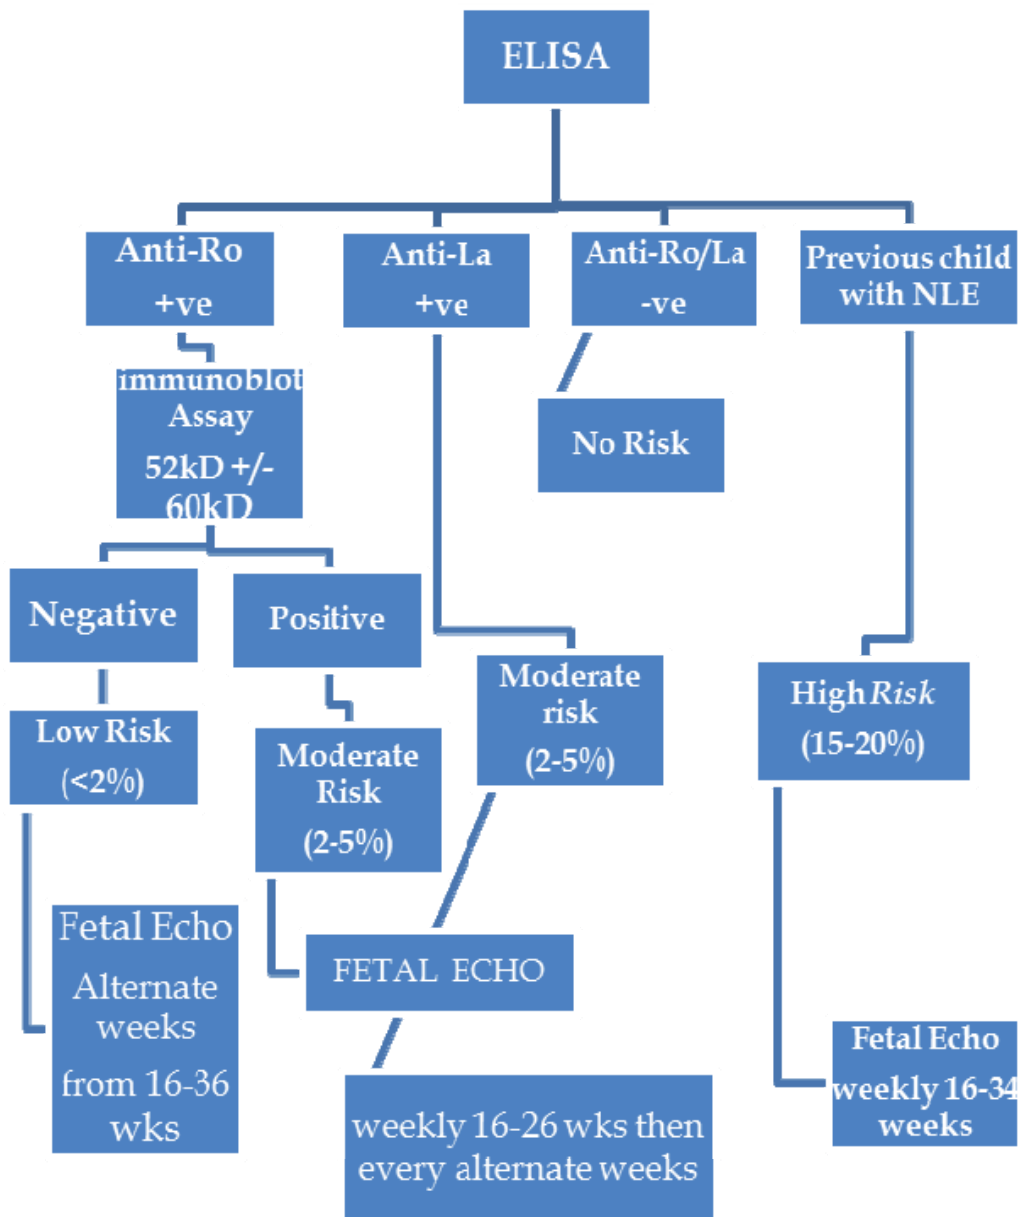 ELISA
Anti-Ro
+ve
Anti-La
+ve
Anti-Ro/La
-ve
Previous child
with NLE
immunoblot
Assay
52kD +/-
60kD
No Risk
Negative
Positive
Moderate
risk
(2-5%)
High Risk
(15-20%)
Low Risk
(<2%)
Moderate
Risk
(2-5%)
Fetal Echo
Alternate
weeks
from 16-36
wks
FETAL ECHO
weekly 16-26 wks then
every alternate weeks
Fetal Echo
weekly 16-34
weeks